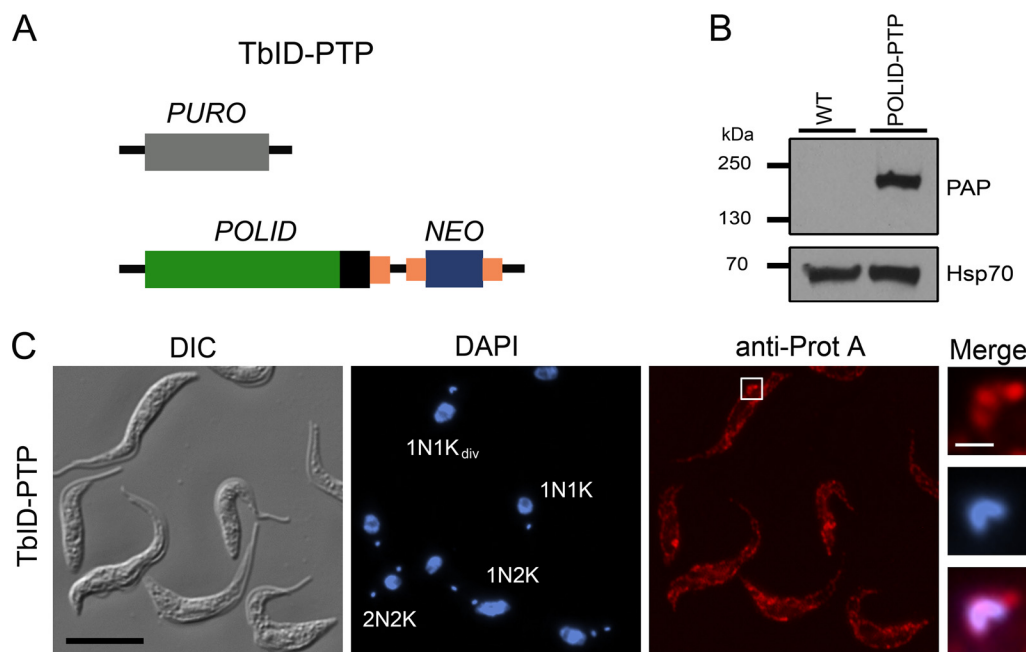 A
TbID-PTP
PURO
POLID
NEO
B
WT
POLID-PTP
kDa
250
130
PAP
70
Hsp70
C
DIC
DAPI
anti-Prot A
Merge
TbID-PTP
1N1Kdiv
1N1K
1N2K
2N2K